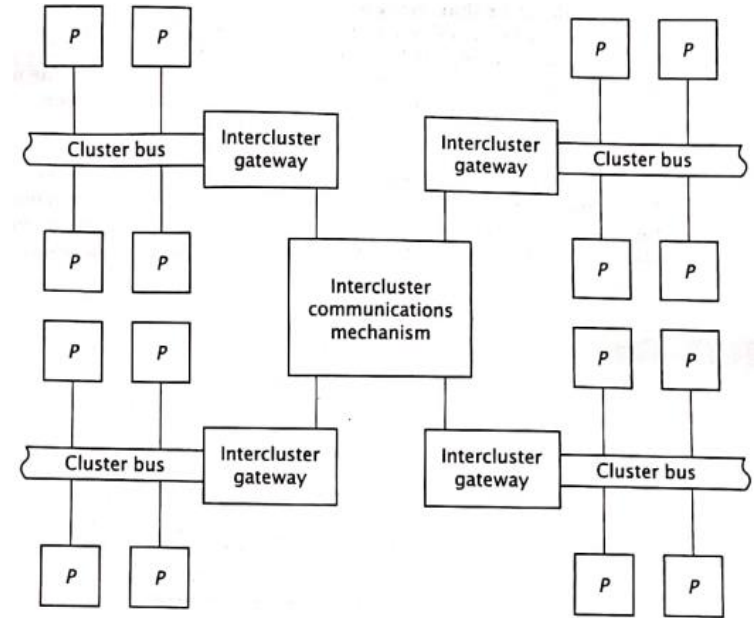 P P
P P
Cluster bus
Intercluster
gateway
Intercluster
gateway
Cluster bus
P P
P P
Intercluster
communications
mechanism
P P
P P
Cluster bus
Intercluster
gateway
Intercluster
gateway
Cluster bus
P P
P P